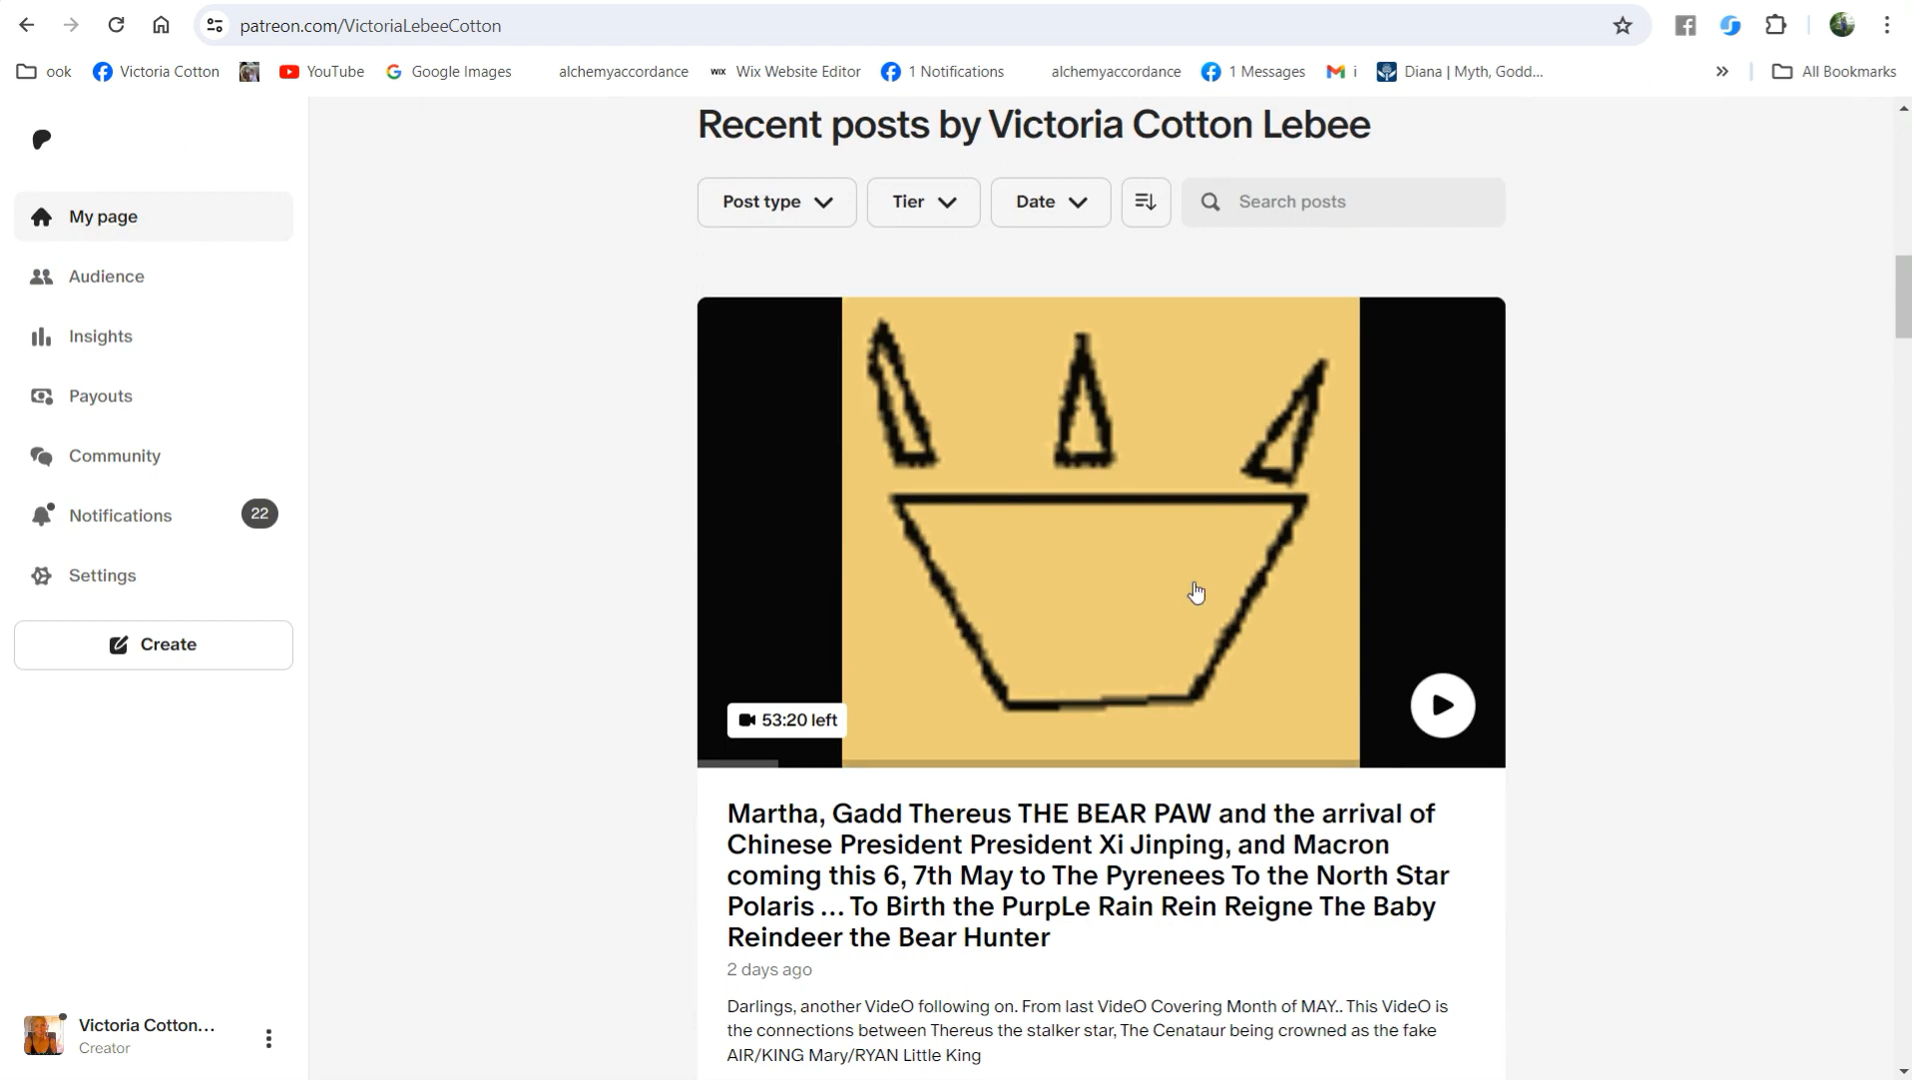 patreon.com/VictoriaLebeeCotton
ook
Victoria Cotton
YouTube
Google Images
alchemyaccordance
WIX Wix Website Editor
1 Notifications
alchemyaccordance
1 Messages
i
Diana | Myth, Godd...
All Bookmarks
My page
Audience
Insights
Payouts
Community
Notifications
22
Settings
Create
Victoria Cotton...
Creator
Recent posts by Victoria Cotton Lebee
Post type
Tier
Date
Search posts
53:20 left
Martha, Gadd Thereus THE BEAR PAW and the arrival of
Chinese President President Xi Jinping, and Macron
coming this 6, 7th May to The Pyrenees To the North Star
Polaris ... To Birth the PurpLe Rain Rein Reigne The Baby
Reindeer the Bear Hunter
2 days ago
Darlings, another VideO following on. From last VideO Covering Month of MAY.. This VideO is
the connections between Thereus the stalker star, The Cenataur being crowned as the fake
AIR/KING Mary/RYAN Little King